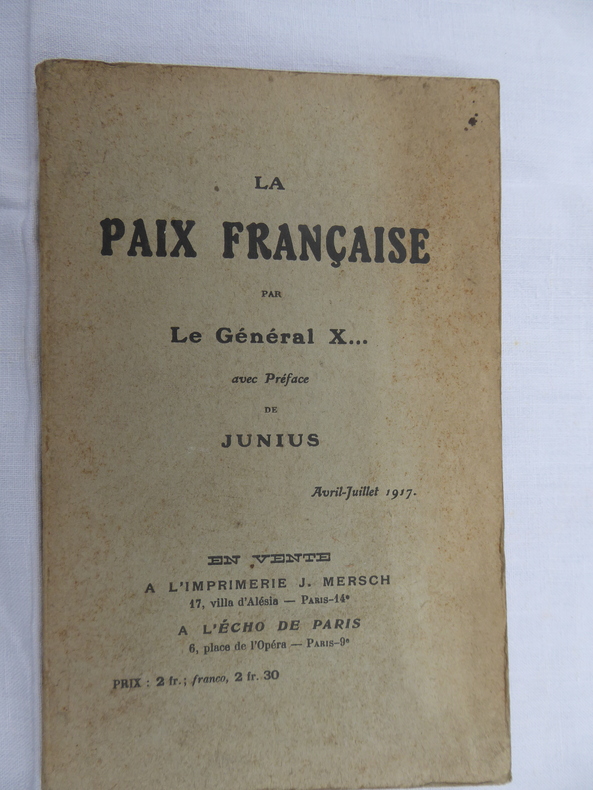 LA
PAIX FRANÇAISE
PAR
Le Général X...
avec Préface
DE
JUNIUS
Avril-Juillet 1917.
EN VENTE
A L'IMPRIMERIE J. MERSCH
17, villa d'Alésia — PARIS-14e
A L'ÉCHO DE PARIS
6, place de l'Opéra — PARIS-9e
PRIX : 2 fr. ; franco, 2 fr. 30